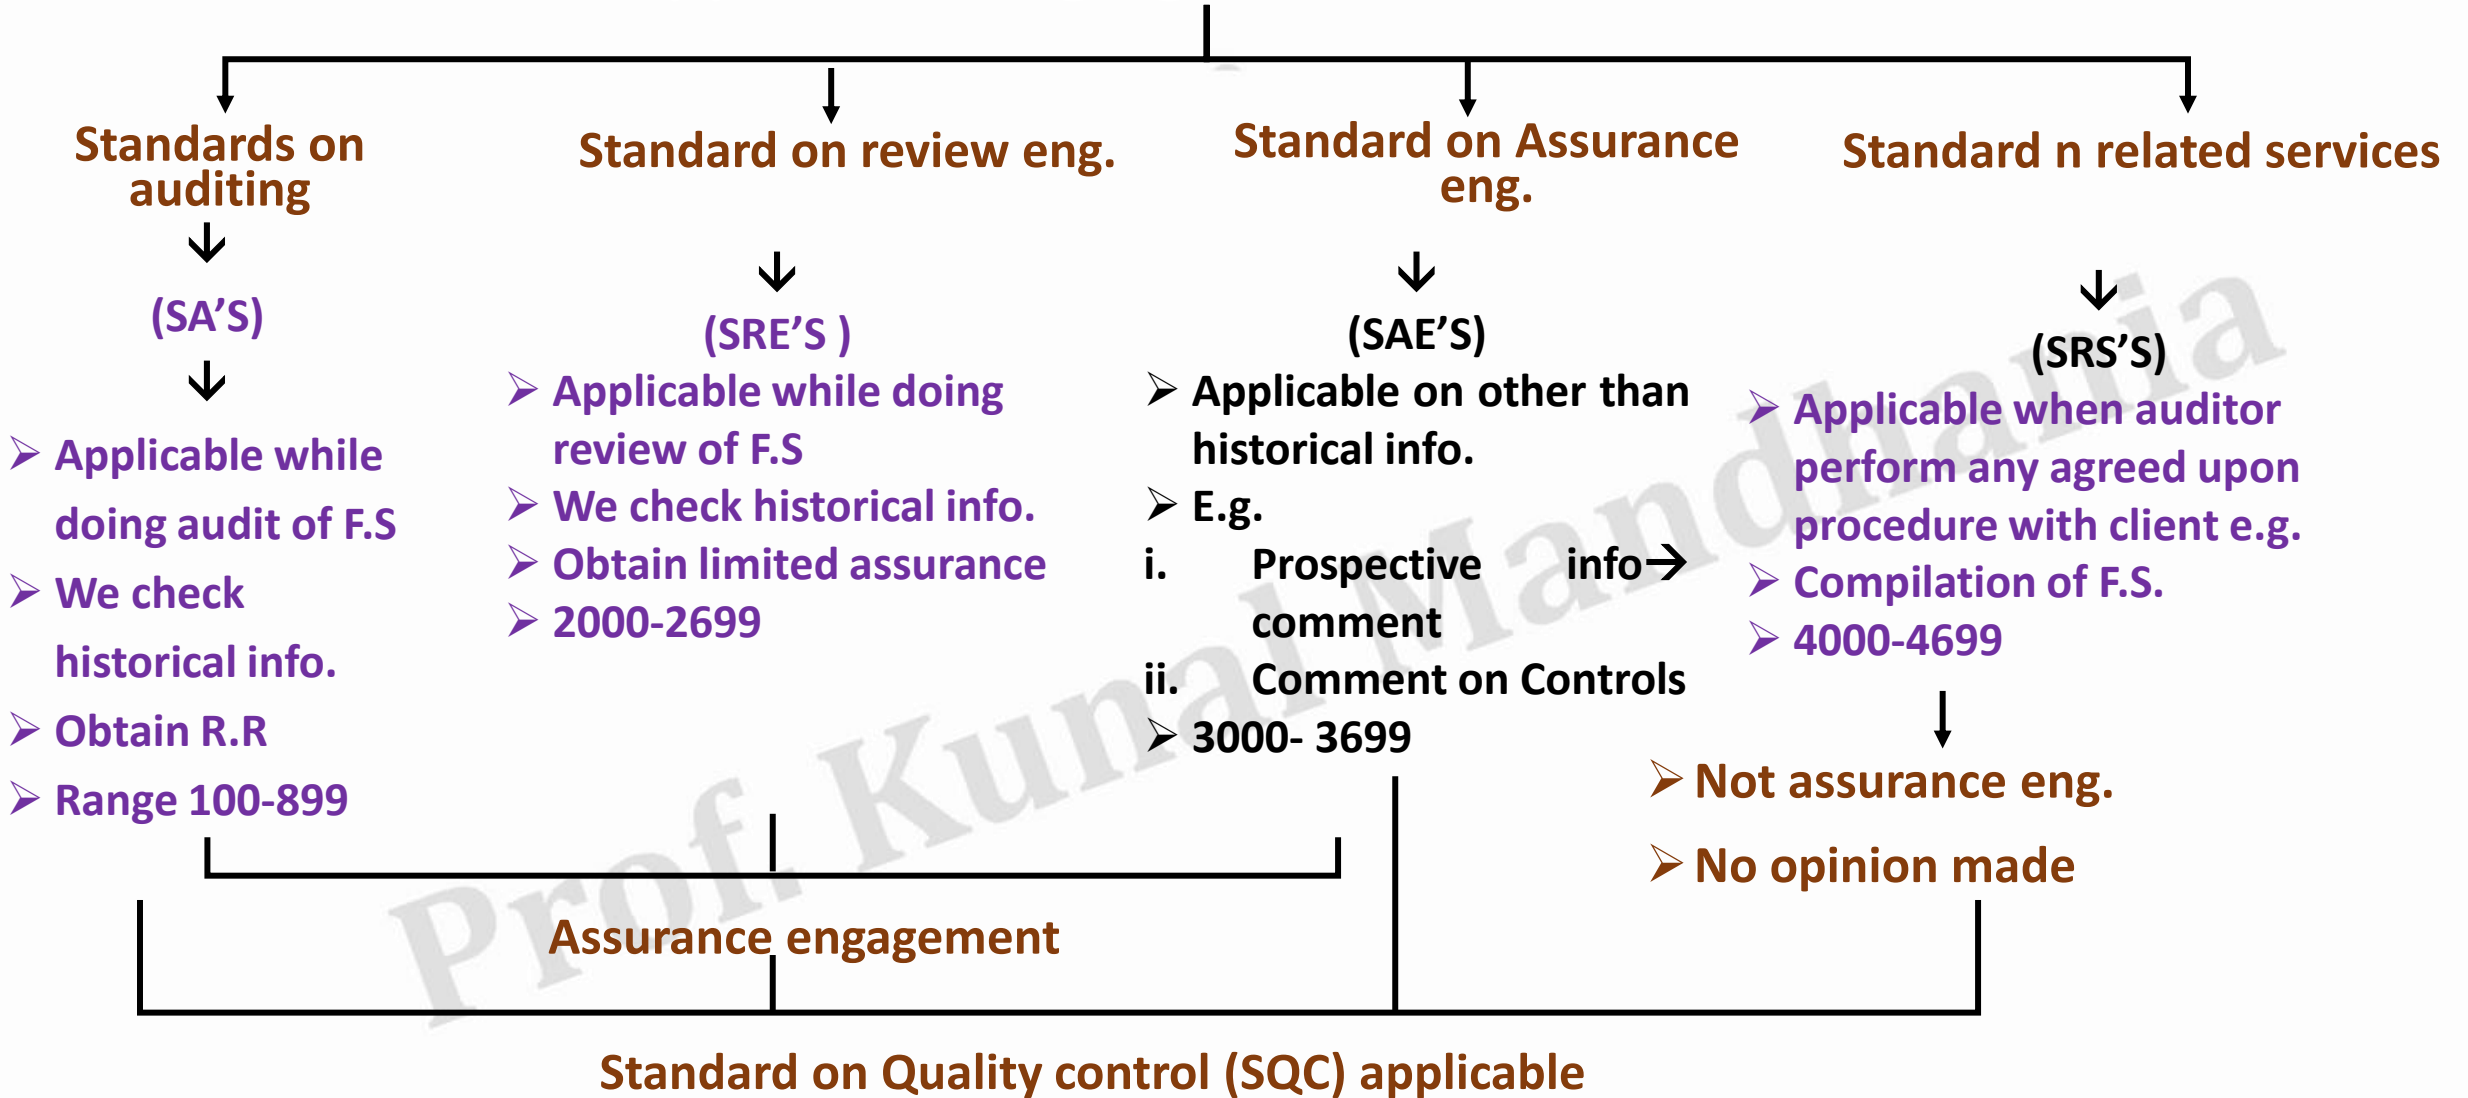 Standards on
auditing
(SA’S)
➢ Applicable while
doing audit of F.S
➢ We check
historical info.
➢ Obtain R.R
➢ Range 100-899
Standard on review eng.
(SRE’S )
➢ Applicable while doing
review of F.S
➢ We check historical info.
➢ Obtain limited assurance
➢ 2000-2699
Standard on Assurance
eng.
(SAE’S)
➢ Applicable on other than
historical info.
➢ E.g.
i. Prospective info→
comment
ii. Comment on Controls
➢ 3000- 3699
Standard n related services
(SRS’S)
➢ Applicable when auditor
perform any agreed upon
procedure with client e.g.
➢ Compilation of F.S.
➢ 4000-4699
➢ Not assurance eng.
➢ No opinion made
Assurance engagement
Standard on Quality control (SQC) applicable
Prof. Kunal Mandhania